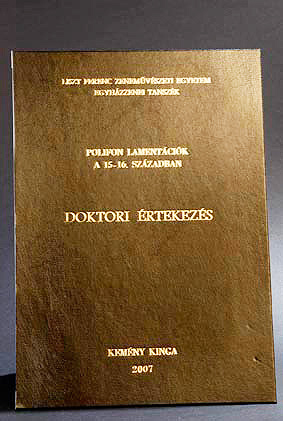 LISZT FERENC ZENEMŰVÉSZETI EGYETEM
EGYHÁZZENEI TANSZÉK
POLIFON LAMENTÁCIÓK
A 15-16. SZÁZADBAN
DOKTORI ÉRTEKEZÉS
KEMÉNY KINGA
2007